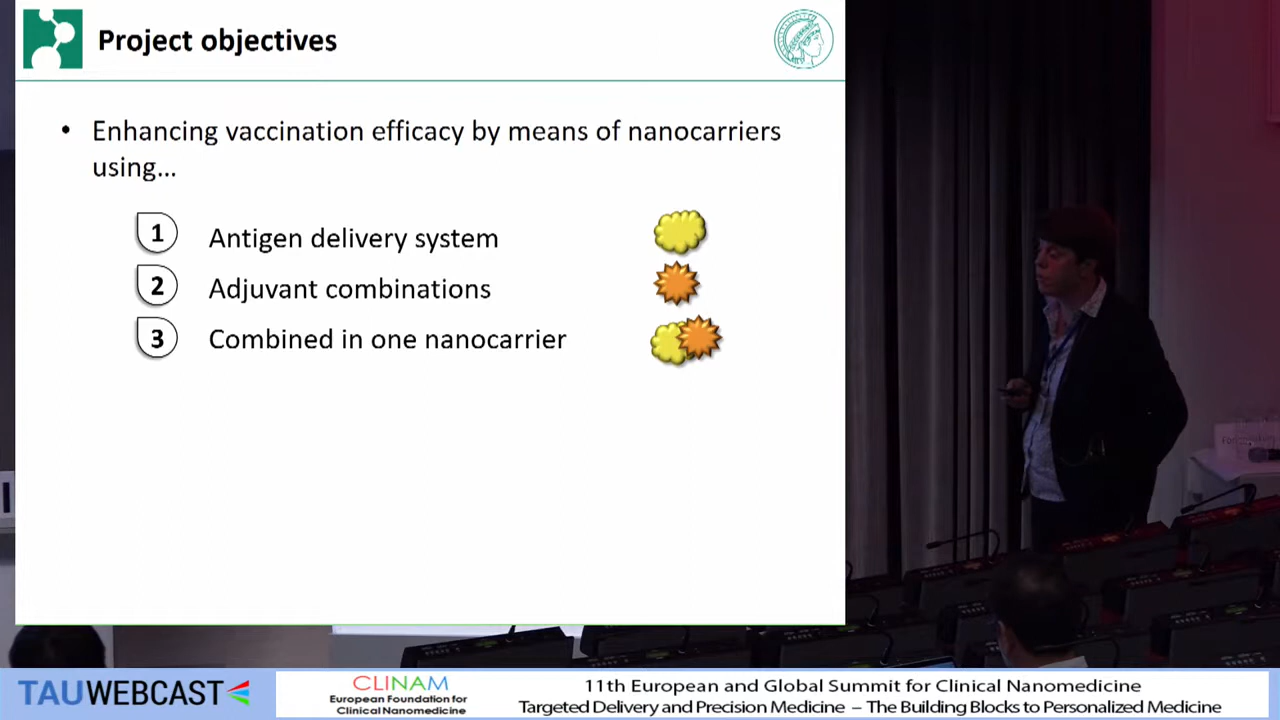 Project objectives
• Enhancing vaccination efficacy by means of nanocarriers
using...
1 Antigen delivery system
2 Adjuvant combinations
3 Combined in one nanocarrier
TAUWEBCAST
CLINAM
European Foundation for
Clinical Nanomedicine
11th European and Global Summit for Clinical Nanomedicine
Targeted Delivery and Precision Medicine – The Building Blocks to Personalized Medicine